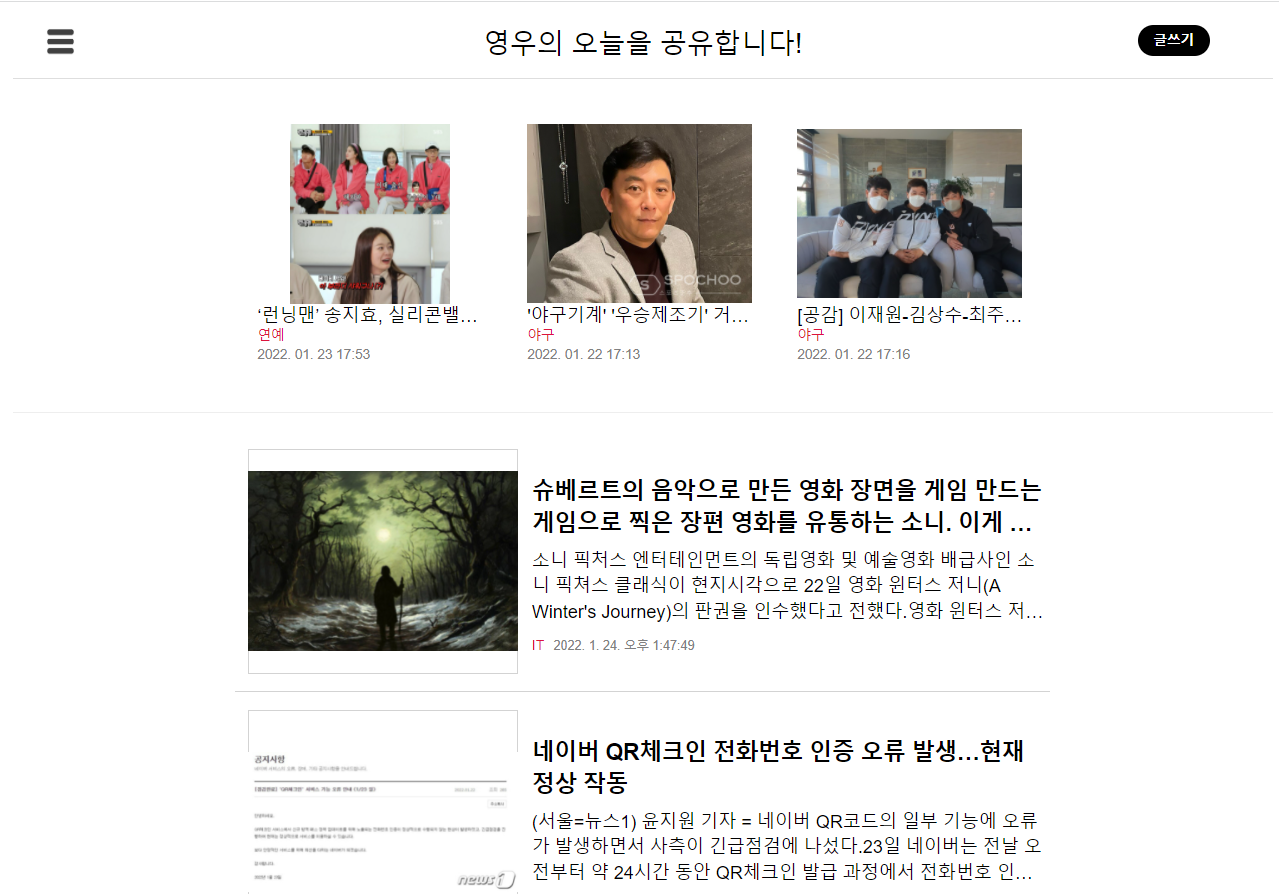 영우의 오늘을 공유합니다!
글쓰기
SPOCHOO
‘런닝맨’ 송지효, 실리콘밸…
연예
2022. 01. 23 17:53
'야구기계' '우승제조기' 거…
야구
2022. 01. 22 17:13
[공감] 이재원-김상수-최주…
야구
2022. 01. 22 17:16
슈베르트의 음악으로 만든 영화 장면을 게임 만드는
게임으로 찍은 장편 영화를 유통하는 소니. 이게 …
소니 픽처스 엔터테인먼트의 독립영화 및 예술영화 배급사인 소
니 픽쳐스 클래식이 현지시각으로 22일 영화 윈터스 저니(A
Winter's Journey)의 판권을 인수했다고 전했다.영화 윈터스 저…
IT 2022. 1. 24. 오후 1:47:49
네이버 QR체크인 전화번호 인증 오류 발생…현재
정상 작동
(서울=뉴스1) 윤지원 기자 = 네이버 QR코드의 일부 기능에 오류
가 발생하면서 사측이 긴급점검에 나섰다.23일 네이버는 전날 오
전부터 약 24시간 동안 QR체크인 발급 과정에서 전화번호 인…
공지사항
news1